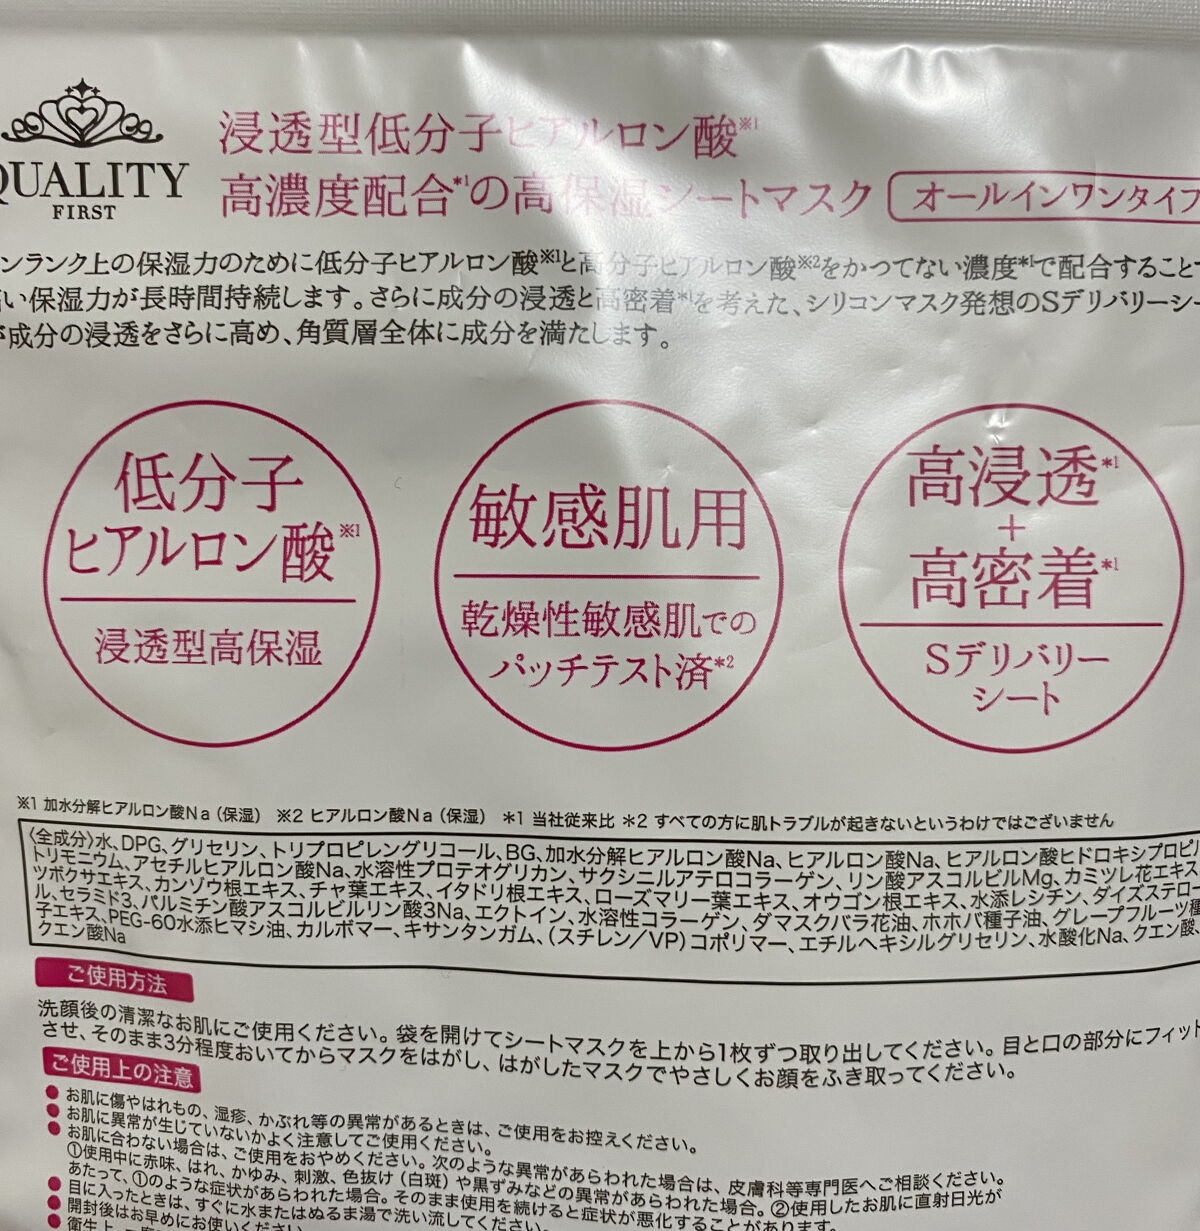 QUALITY
FIRST
浸透型低分子ヒアルロン酸※1
高濃度配合*1の高保湿シートマスク
オールインワンタイプ
ンランク上の保湿力のために低分子ヒアルロン酸※1と高分子ヒアルロン酸※2をかつてない濃度*1で配合することで
い保湿力が長時間持続します。さらに成分の浸透と高密着*1を考えた、シリコンマスク発想のSデリバリーシー
が成分の浸透をさらに高め、角質層全体に成分を満たします。
低分子
ヒアルロン酸※1
浸透型高保湿
敏感肌用
乾燥性敏感肌での
パッチテスト済*2
高浸透*1
+
高密着*1
Sデリバリー
シート
※1 加水分解ヒアルロン酸Na(保湿) ※2 ヒアルロン酸Na(保湿) *1 当社従来比 *2 すべての方に肌トラブルが起きないというわけではございません
〈全成分〉水、DPG、グリセリン、トリプロピレングリコール、BG、加水分解ヒアルロン酸Na、ヒアルロン酸Na、ヒアルロン酸ヒドロキシプロピル
トリモニウム、アセチルヒアルロン酸Na、水溶性プロテオグリカン、サクシニルアテロコラーゲン、リン酸アスコルビルMg、カミツレ花エキス
ツボクサエキス、カンゾウ根エキス、チャ葉エキス、イタドリ根エキス、ローズマリー葉エキス、オウゴン根エキス、水添レシチン、ダイズステロー
ル、セラミド3、パルミチン酸アスコルビルリン酸3Na、エクトイン、水溶性コラーゲン、ダマスクバラ花油、ホホバ種子油、グレープフルーツ種
子エキス、PEG-60水添ヒマシ油、カルボマー、キサンタンガム、(スチレン/VP)コポリマー、エチルヘキシルグリセリン、水酸化Na、クエン酸、
クエン酸Na
ご使用方法
洗顔後の清潔なお肌にご使用ください。袋を開けてシートマスクを上から1枚ずつ取り出してください。目と口の部分にフィット
させ、そのまま3分程度おいてからマスクをはがし、はがしたマスクでやさしくお顔をふき取ってください。
ご使用上の注意
●お肌に傷やはれもの、湿疹、かぶれ等の異常があるときは、ご使用をお控えください。
●お肌に異常が生じていないかよく注意してご使用ください。
●お肌に合わない場合は、ご使用をおやめください。次のような異常があらわれた場合は、皮膚科等専門医へご相談ください。
①使用中に赤味、はれ、かゆみ、刺激、色抜け(白斑)や黒ずみなどの異常があらわれた場合。②使用したお肌に直射日光が
あたって、①のような症状があらわれた場合。そのまま使用を続けると症状が悪化することがあります。
●目に入ったときは、すぐに水またはぬるま湯で洗い流してください。
●開封後はお早めにお使いください
●衛生上、